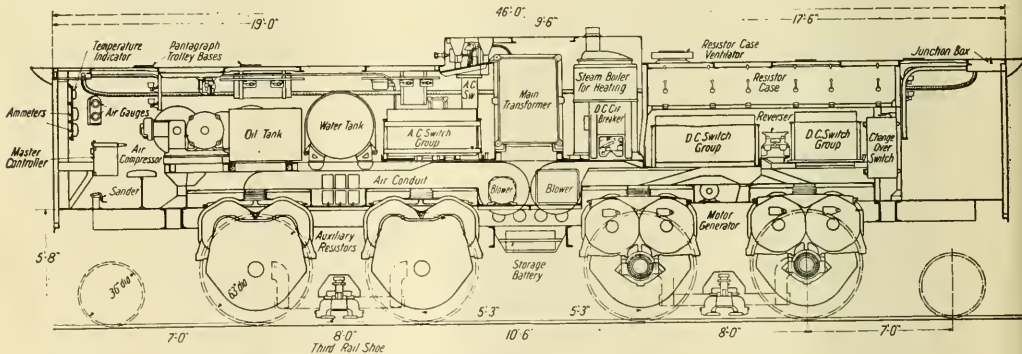 46'-0"
19'-0"
9'-6"
17'-6"
Temperature
Indicator
Pantagraph
Trolley Bases
A.C.
Sw
Main
Transformer
Steam Boiler
for Heating
D.C. Cir
Breaker
Resistor Case
Ventilator
Resistor
Case
Junction Box
Ammeters
Air Gauges
Master
Controller
Air
Compressor
Oil Tank
Water Tank
A.C. Switch
Group
D.C. Switch
Group
Reverser
D.C. Switch
Group
Change
Over
Switch
Sander
Air Conduit
Blower
Blower
Auxiliary
Resistors
Storage
Battery
Motor
Generator
5'-8"
36" dia
63" dia
5'-3"
5'-3"
7'-0"
8'-0"
10'-6"
8'-0"
7'-0"
Third Rail Shoe